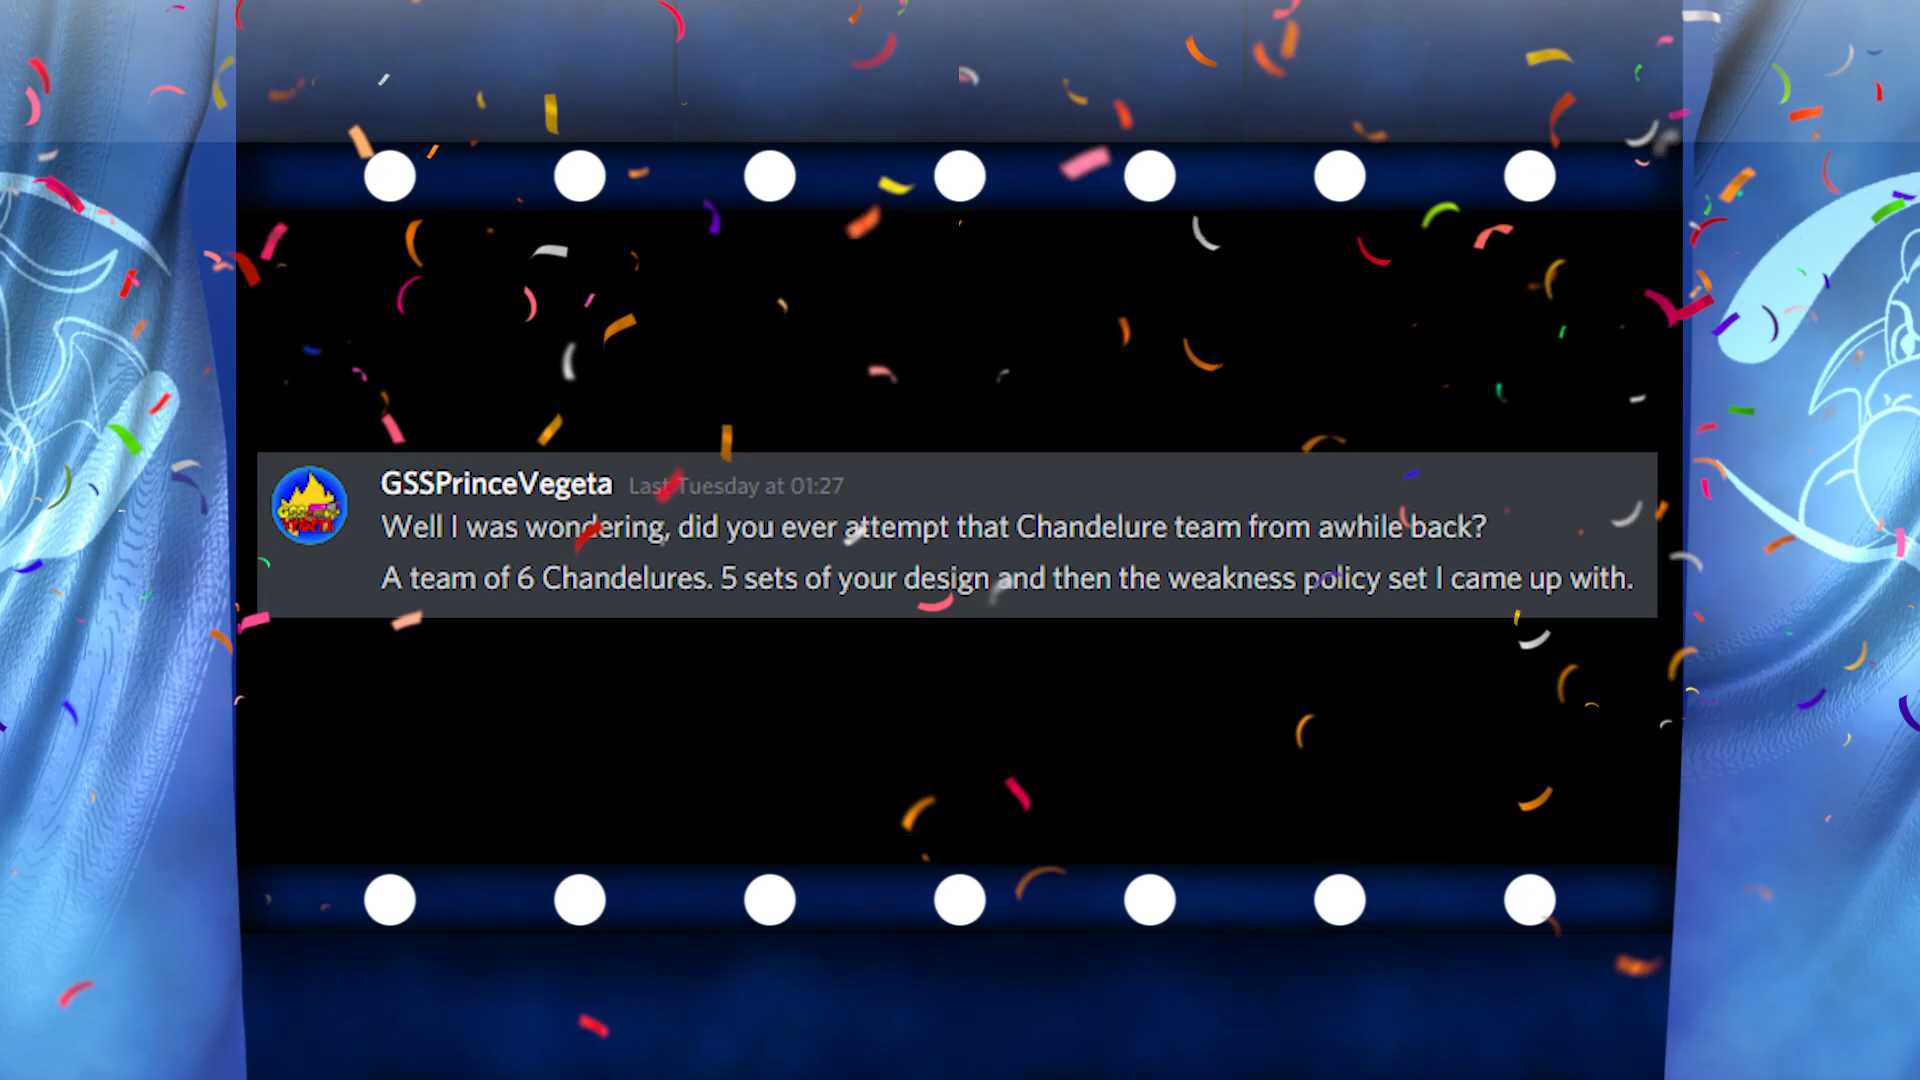 GSSPrinceVegeta Last Tuesday at 01:27
Well I was wondering, did you ever attempt that Chandelure team from awhile back?
A team of 6 Chandelures. 5 sets of your design and then the weakness policy set I came up with.